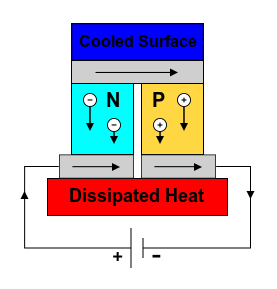 Cooled Surface
N P
Dissipated Heat
+ -